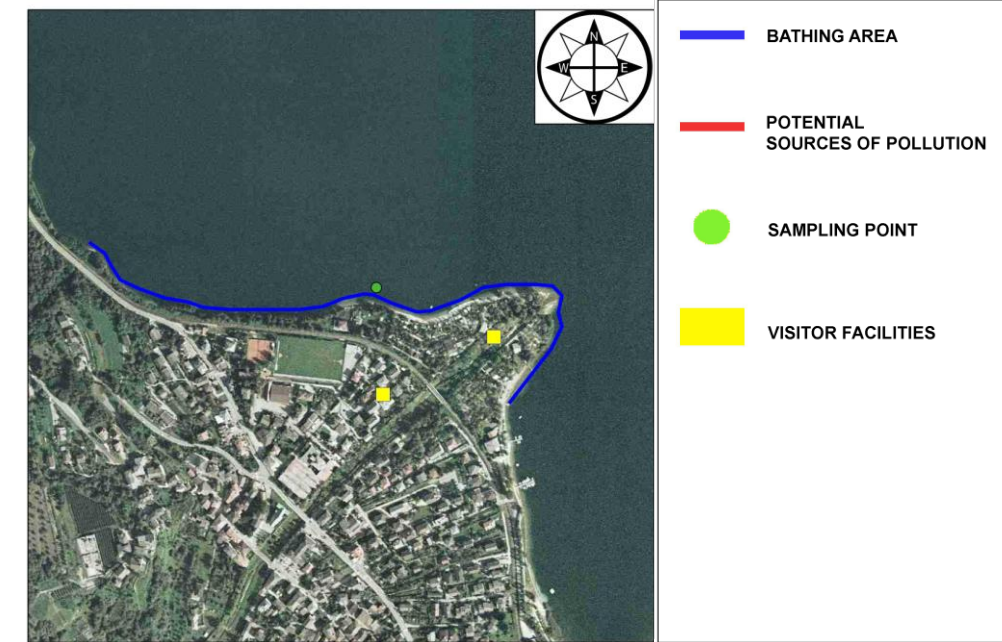 N
W E
S
BATHING AREA
POTENTIAL
SOURCES OF POLLUTION
SAMPLING POINT
VISITOR FACILITIES